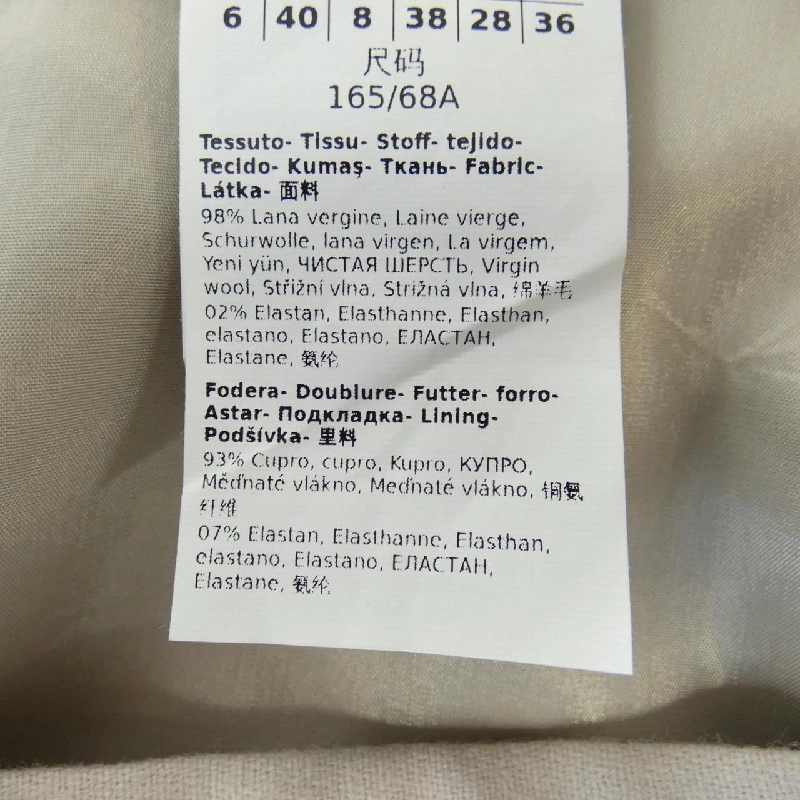 6 40 8 38 28 36
尺码
165/68A
Tessuto- Tissu- Stoff- tejido-
Tecido- Kumaş- Ткань- Fabric-
Látka- 面料
98% Lana vergine, Laine vierge,
Schurwolle, lana virgen, La virgem,
Yeni yün, ЧИСТАЯ ШЕРСТЬ, Virgin
wool, Střižní vlna, Strižná vlna, 绵羊毛
02% Elastan, Elasthanne, Elasthan,
elastano, Elastano, ЕЛАСТАН,
Elastane, 氨纶
Fodera- Doublure- Futter- forro-
Astar- Подкладка- Lining-
Podšívka- 里料
93% Cupro, cupro, Kupro, КУПРО,
Měďnaté vlákno, Meďnaté vlákno, 铜氨
纤维
07% Elastan, Elasthanne, Elasthan,
elastano, Elastano, ЕЛАСТАН,
Elastane, 氨纶